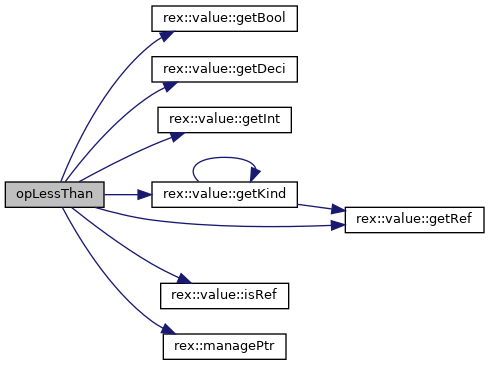 rex::value::getBool
rex::value::getDeci
rex::value::getInt
opLessThan
rex::value::getKind
rex::value::getRef
rex::value::isRef
rex::managePtr